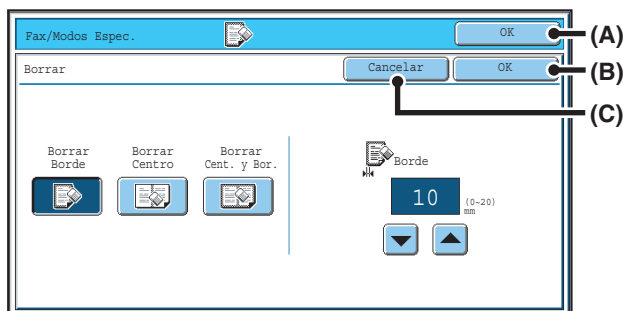 Fax/Modos Espec.
OK
(A)
Borrar
Cancelar
OK
(B)
(C)
Borrar
Borde
Borrar
Centro
Borrar
Cent. y Bor.
Borde
10
(0~20)
mm